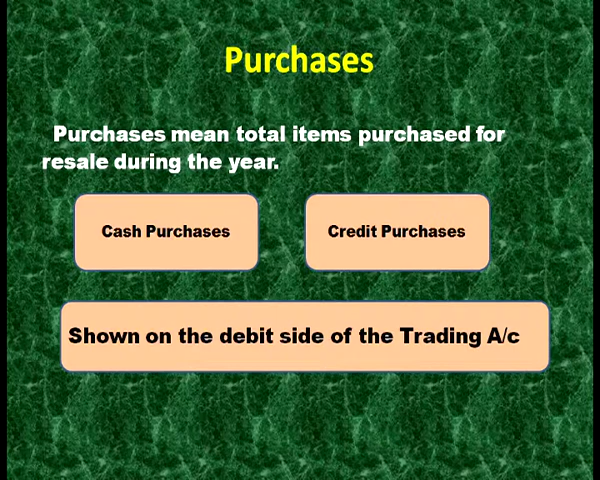 Purchases
Purchases mean total items purchased for
resale during the year.
Cash Purchases
Credit Purchases
Shown on the debit side of the Trading A/c